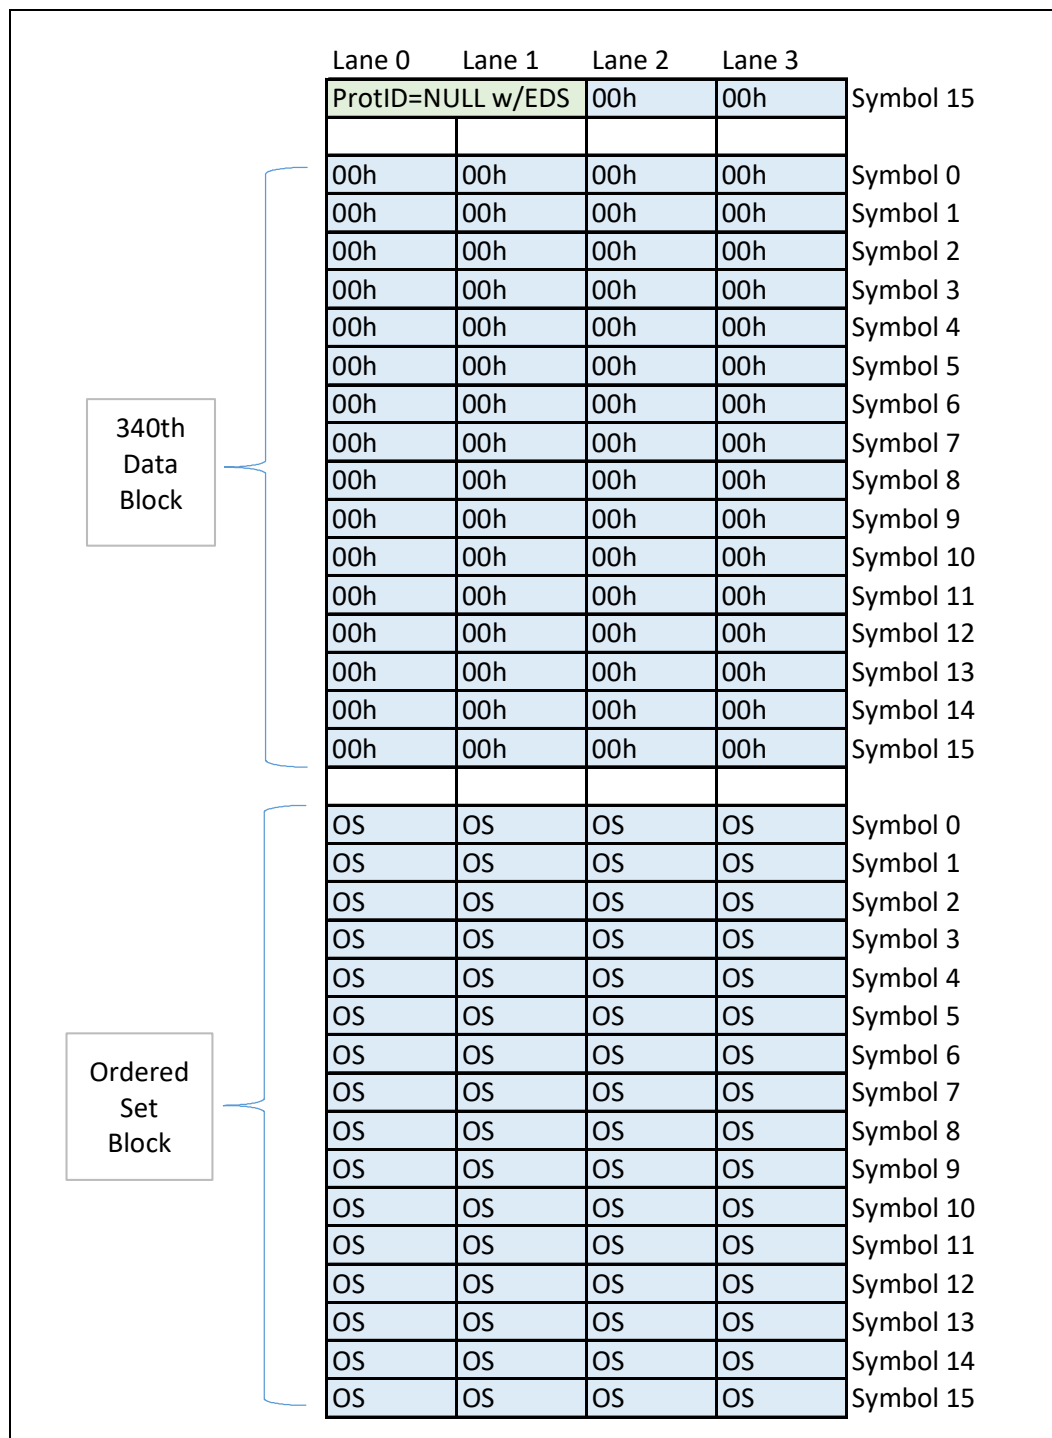 Lane 0 Lane 1 Lane 2 Lane 3
ProtID=NULL w/EDS 00h 00h Symbol 15
00h 00h 00h 00h Symbol 0
00h 00h 00h 00h Symbol 1
00h 00h 00h 00h Symbol 2
00h 00h 00h 00h Symbol 3
00h 00h 00h 00h Symbol 4
00h 00h 00h 00h Symbol 5
00h 00h 00h 00h Symbol 6
00h 00h 00h 00h Symbol 7
00h 00h 00h 00h Symbol 8
00h 00h 00h 00h Symbol 9
00h 00h 00h 00h Symbol 10
00h 00h 00h 00h Symbol 11
00h 00h 00h 00h Symbol 12
00h 00h 00h 00h Symbol 13
00h 00h 00h 00h Symbol 14
00h 00h 00h 00h Symbol 15
340th
Data
Block
OS OS OS OS Symbol 0
OS OS OS OS Symbol 1
OS OS OS OS Symbol 2
OS OS OS OS Symbol 3
OS OS OS OS Symbol 4
OS OS OS OS Symbol 5
OS OS OS OS Symbol 6
OS OS OS OS Symbol 7
OS OS OS OS Symbol 8
OS OS OS OS Symbol 9
OS OS OS OS Symbol 10
OS OS OS OS Symbol 11
OS OS OS OS Symbol 12
OS OS OS OS Symbol 13
OS OS OS OS Symbol 14
OS OS OS OS Symbol 15
Ordered
Set
Block